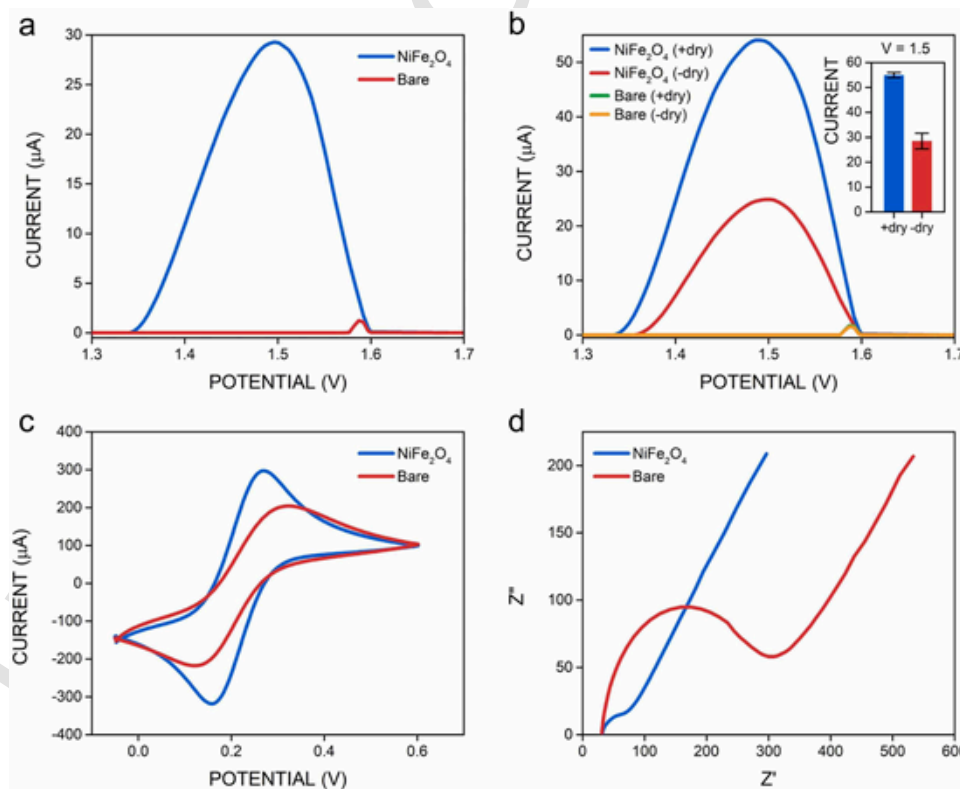 a
30
25
20
15
10
5
0
CURRENT (µA)
NiFe₂O₄
Bare
1.3
1.4
1.5
1.6
1.7
POTENTIAL (V)
b
50
40
30
20
10
0
CURRENT (µA)
NiFe₂O₄ (+dry)
NiFe₂O₄ (-dry)
Bare (+dry)
Bare (-dry)
V = 1.5
60
50
40
30
20
10
0
CURRENT
+dry -dry
1.3
1.4
1.5
1.6
1.7
POTENTIAL (V)
c
400
300
200
100
0
-100
-200
-300
-400
CURRENT (µA)
NiFe₂O₄
Bare
0.0
0.2
0.4
0.6
POTENTIAL (V)
d
200
150
100
50
0
Z"
NiFe₂O₄
Bare
0
100
200
300
400
500
600
Z'